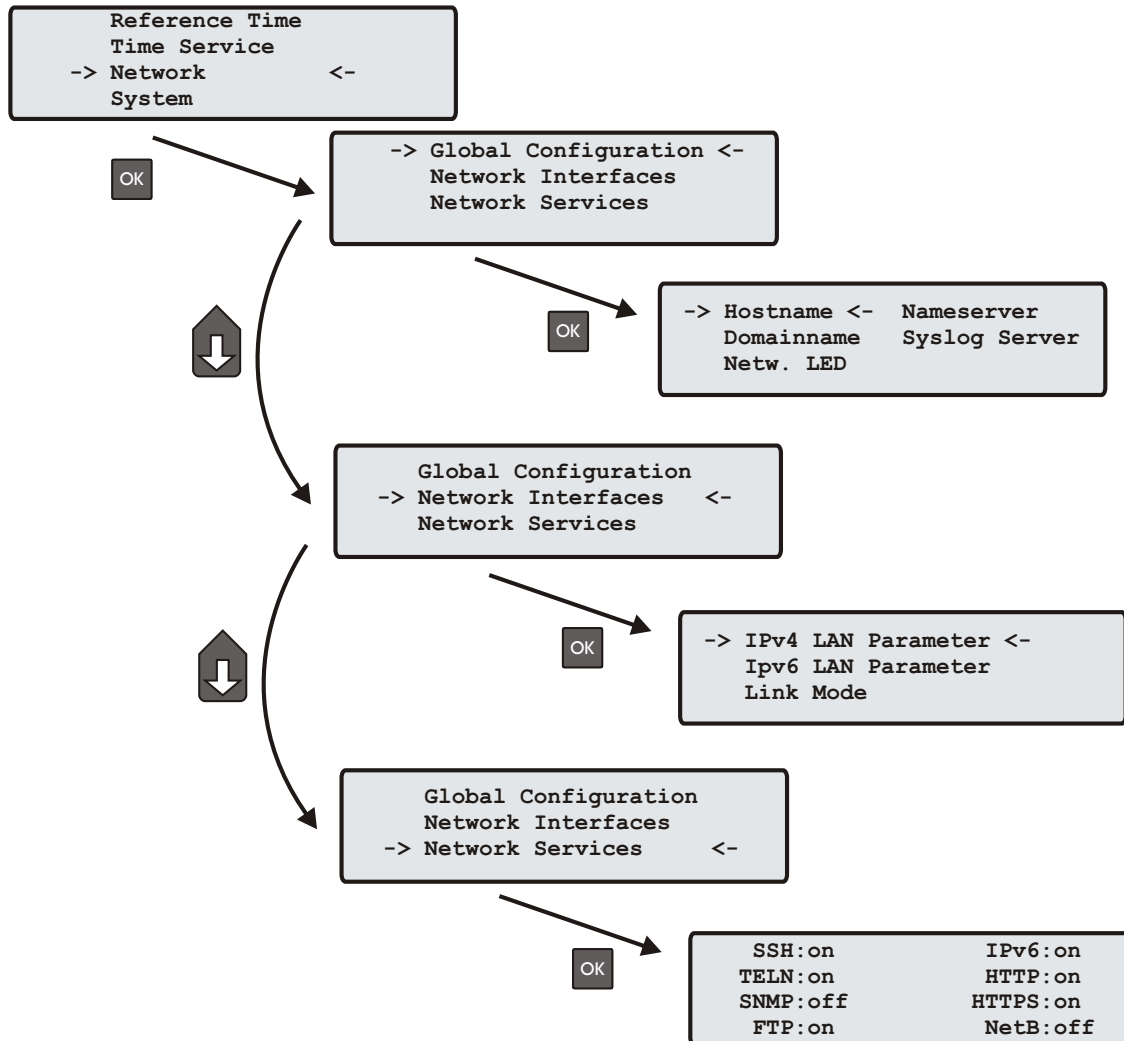 Reference Time
Time Service
-> Network <-
System
OK
-> Global Configuration <-
Network Interfaces
Network Services
OK
-> Hostname <- Nameserver
Domainname Syslog Server
Netw. LED
Global Configuration
-> Network Interfaces <-
Network Services
OK
-> IPv4 LAN Parameter <-
Ipv6 LAN Parameter
Link Mode
Global Configuration
Network Interfaces
-> Network Services <-
OK
SSH:on IPv6:on
TELN:on HTTP:on
SNMP:off HTTPS:on
FTP:on NetB:off